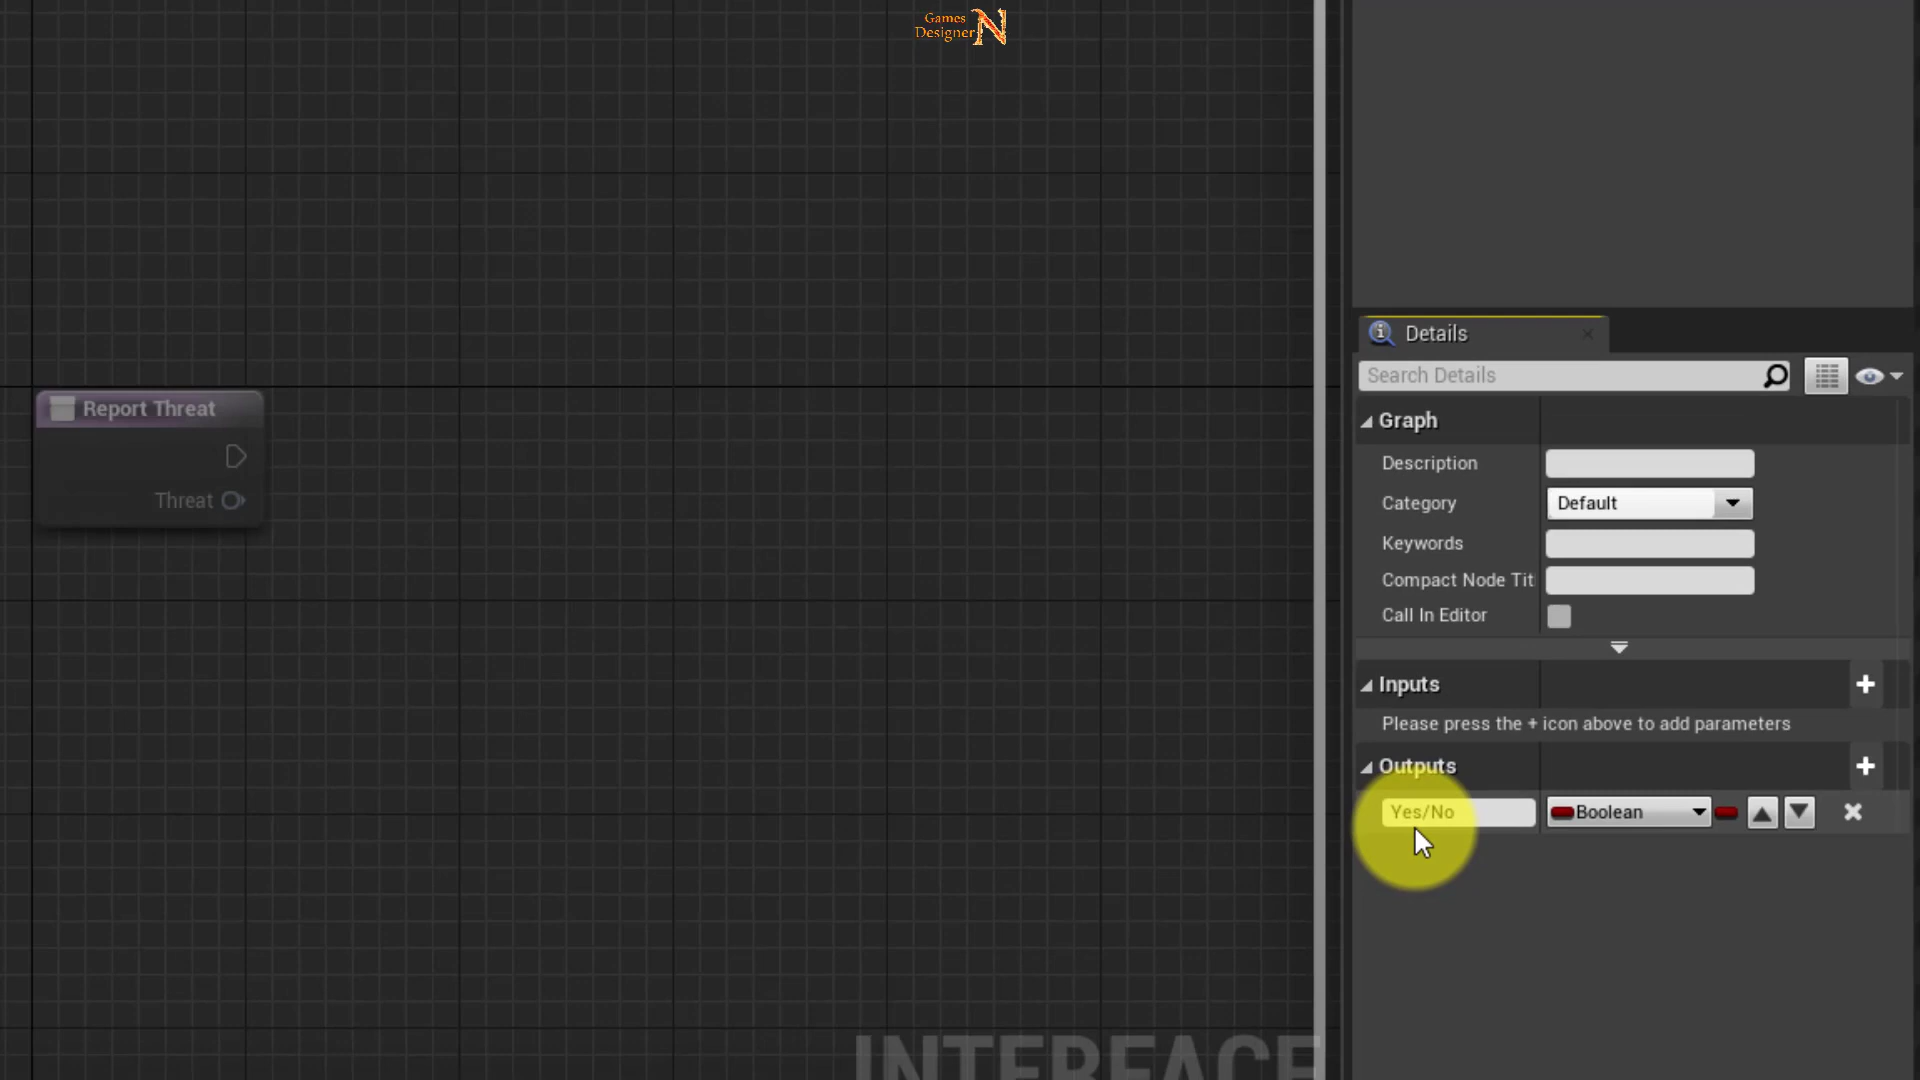 Games
Designer N
Details
Search Details
Report Threat
Threat
Graph
Description
Category Default
Keywords
Compact Node Tit
Call In Editor
Inputs
Please press the + icon above to add parameters
Outputs
Yes/No Boolean
INTERFACE